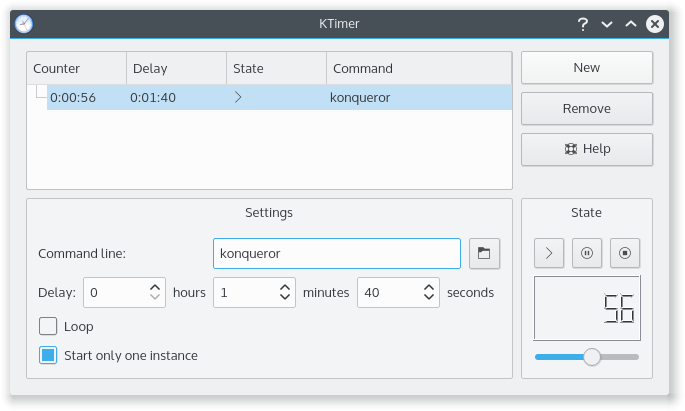 KTimer
Counter Delay State Command
0:00:56 0:01:40 konqueror
New
Remove
Help
Settings
Command line: konqueror
Delay: 0 hours 1 minutes 40 seconds
Loop
Start only one instance
State
56